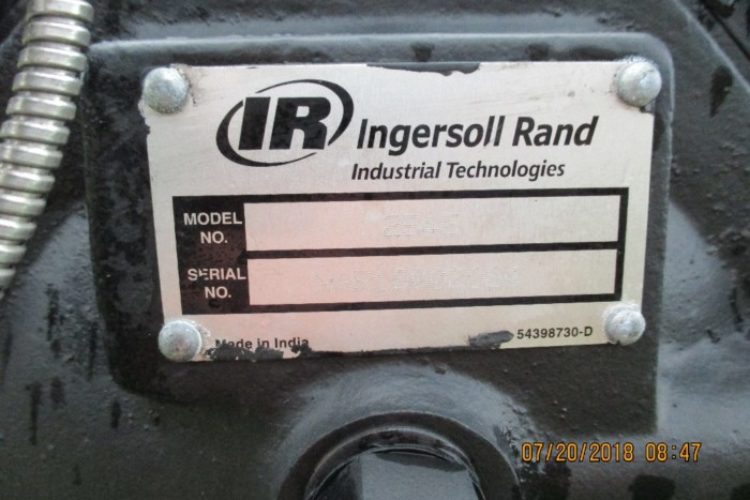 IR Ingersoll Rand
Industrial Technologies
MODEL NO.
SERIAL NO.
Made in India
54398730-D
07/20/2018 08:47